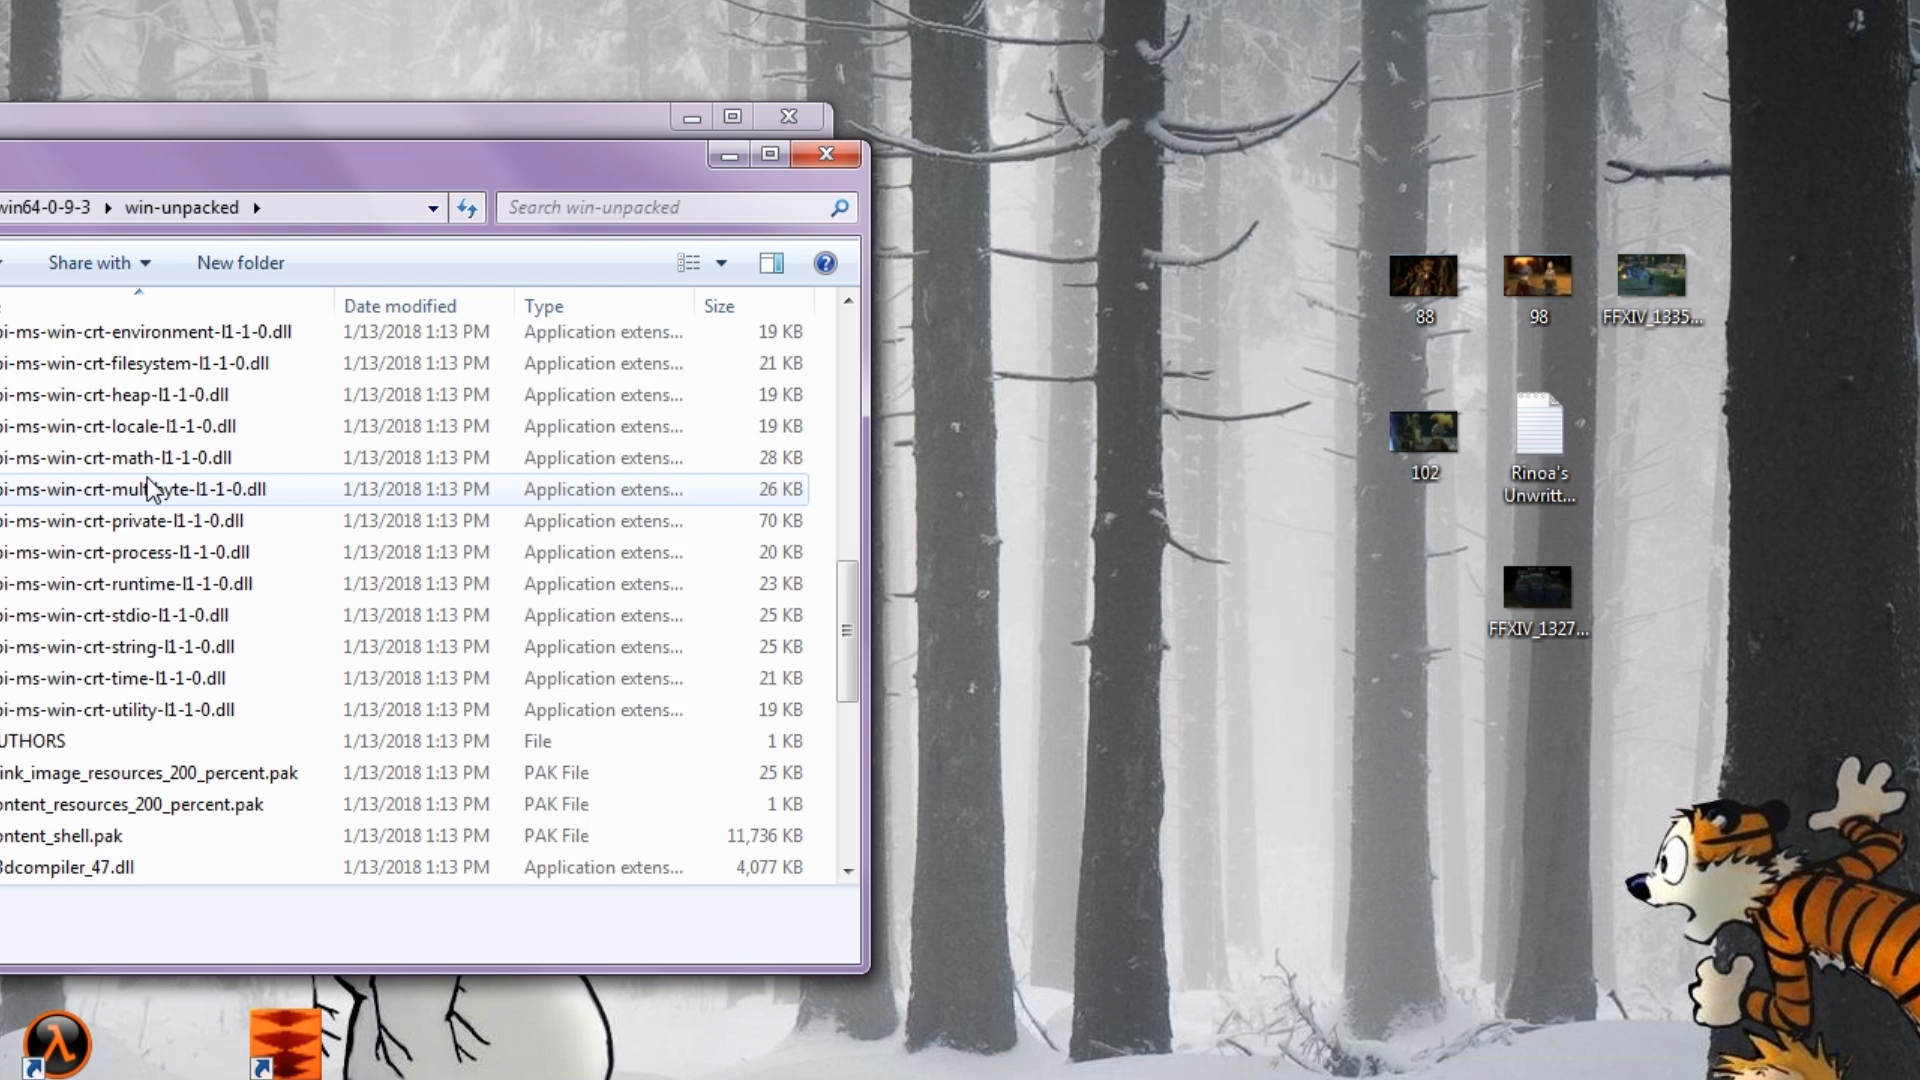 win64-0-9-3 ▸ win-unpacked ▸
Search win-unpacked
Share with
New folder
Date modified Type Size
pi-ms-win-crt-environment-l1-1-0.dll 1/13/2018 1:13 PM Application extens... 19 KB
pi-ms-win-crt-filesystem-l1-1-0.dll 1/13/2018 1:13 PM Application extens... 21 KB
pi-ms-win-crt-heap-l1-1-0.dll 1/13/2018 1:13 PM Application extens... 19 KB
pi-ms-win-crt-locale-l1-1-0.dll 1/13/2018 1:13 PM Application extens... 19 KB
pi-ms-win-crt-math-l1-1-0.dll 1/13/2018 1:13 PM Application extens... 28 KB
pi-ms-win-crt-multibyte-l1-1-0.dll 1/13/2018 1:13 PM Application extens... 26 KB
pi-ms-win-crt-private-l1-1-0.dll 1/13/2018 1:13 PM Application extens... 70 KB
pi-ms-win-crt-process-l1-1-0.dll 1/13/2018 1:13 PM Application extens... 20 KB
pi-ms-win-crt-runtime-l1-1-0.dll 1/13/2018 1:13 PM Application extens... 23 KB
pi-ms-win-crt-stdio-l1-1-0.dll 1/13/2018 1:13 PM Application extens... 25 KB
pi-ms-win-crt-string-l1-1-0.dll 1/13/2018 1:13 PM Application extens... 25 KB
pi-ms-win-crt-time-l1-1-0.dll 1/13/2018 1:13 PM Application extens... 21 KB
pi-ms-win-crt-utility-l1-1-0.dll 1/13/2018 1:13 PM Application extens... 19 KB
UTHORS 1/13/2018 1:13 PM File 1 KB
ink_image_resources_200_percent.pak 1/13/2018 1:13 PM PAK File 25 KB
ontent_resources_200_percent.pak 1/13/2018 1:13 PM PAK File 1 KB
ontent_shell.pak 1/13/2018 1:13 PM PAK File 11,736 KB
3dcompiler_47.dll 1/13/2018 1:13 PM Application extens... 4,077 KB
88
98
FFXIV_1335...
102
Rinoa's
Unwritt...
FFXIV_1327...